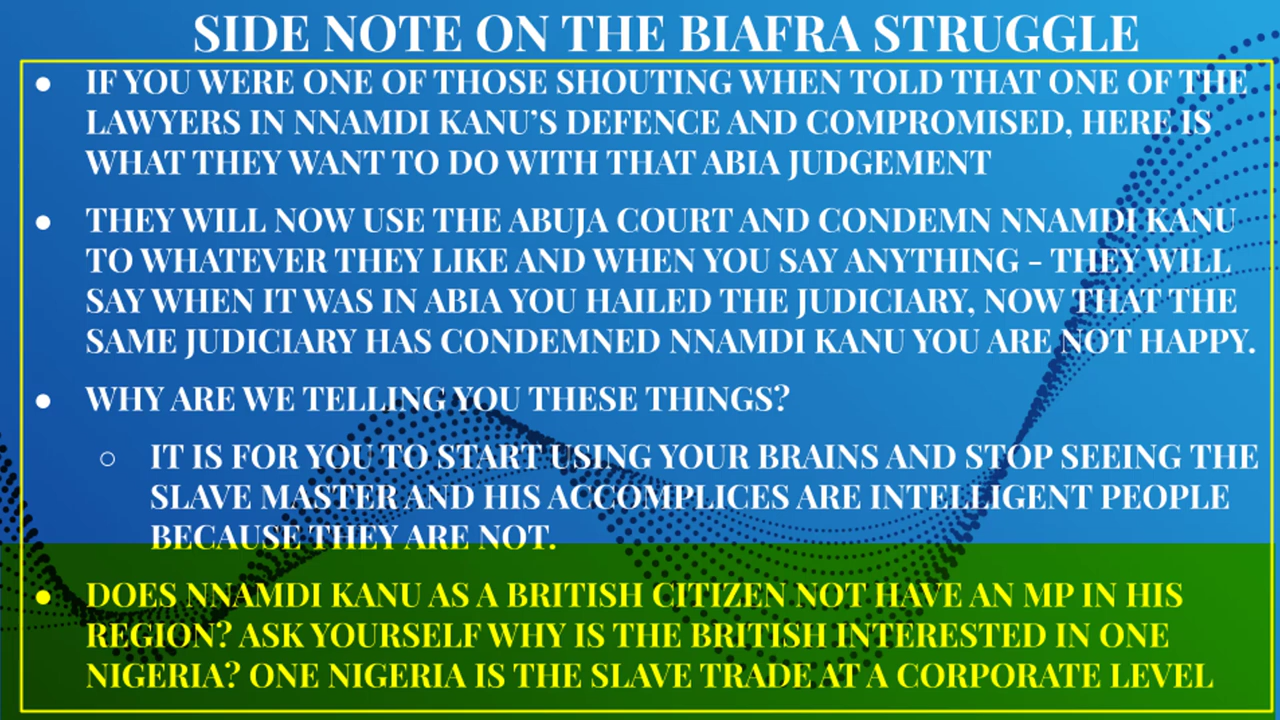 SIDE NOTE ON THE BIAFRA STRUGGLE
● IF YOU WERE ONE OF THOSE SHOUTING WHEN TOLD THAT ONE OF THE
LAWYERS IN NNAMDI KANU'S DEFENCE AND COMPROMISED, HERE IS
WHAT THEY WANT TO DO WITH THAT ABIA JUDGEMENT
● THEY WILL NOW USE THE ABUJA COURT AND CONDEMN NNAMDI KANU
TO WHATEVER THEY LIKE AND WHEN YOU SAY ANYTHING - THEY WILL
SAY WHEN IT WAS IN ABIA YOU HAILED THE JUDICIARY, NOW THAT THE
SAME JUDICIARY HAS CONDEMNED NNAMDI KANU YOU ARE NOT HAPPY.
● WHY ARE WE TELLING YOU THESE THINGS?
○ IT IS FOR YOU TO START USING YOUR BRAINS AND STOP SEEING THE
SLAVE MASTER AND HIS ACCOMPLICES ARE INTELLIGENT PEOPLE
BECAUSE THEY ARE NOT.
● DOES NNAMDI KANU AS A BRITISH CITIZEN NOT HAVE AN MP IN HIS
REGION? ASK YOURSELF WHY IS THE BRITISH INTERESTED IN ONE
NIGERIA? ONE NIGERIA IS THE SLAVE TRADE AT A CORPORATE LEVEL